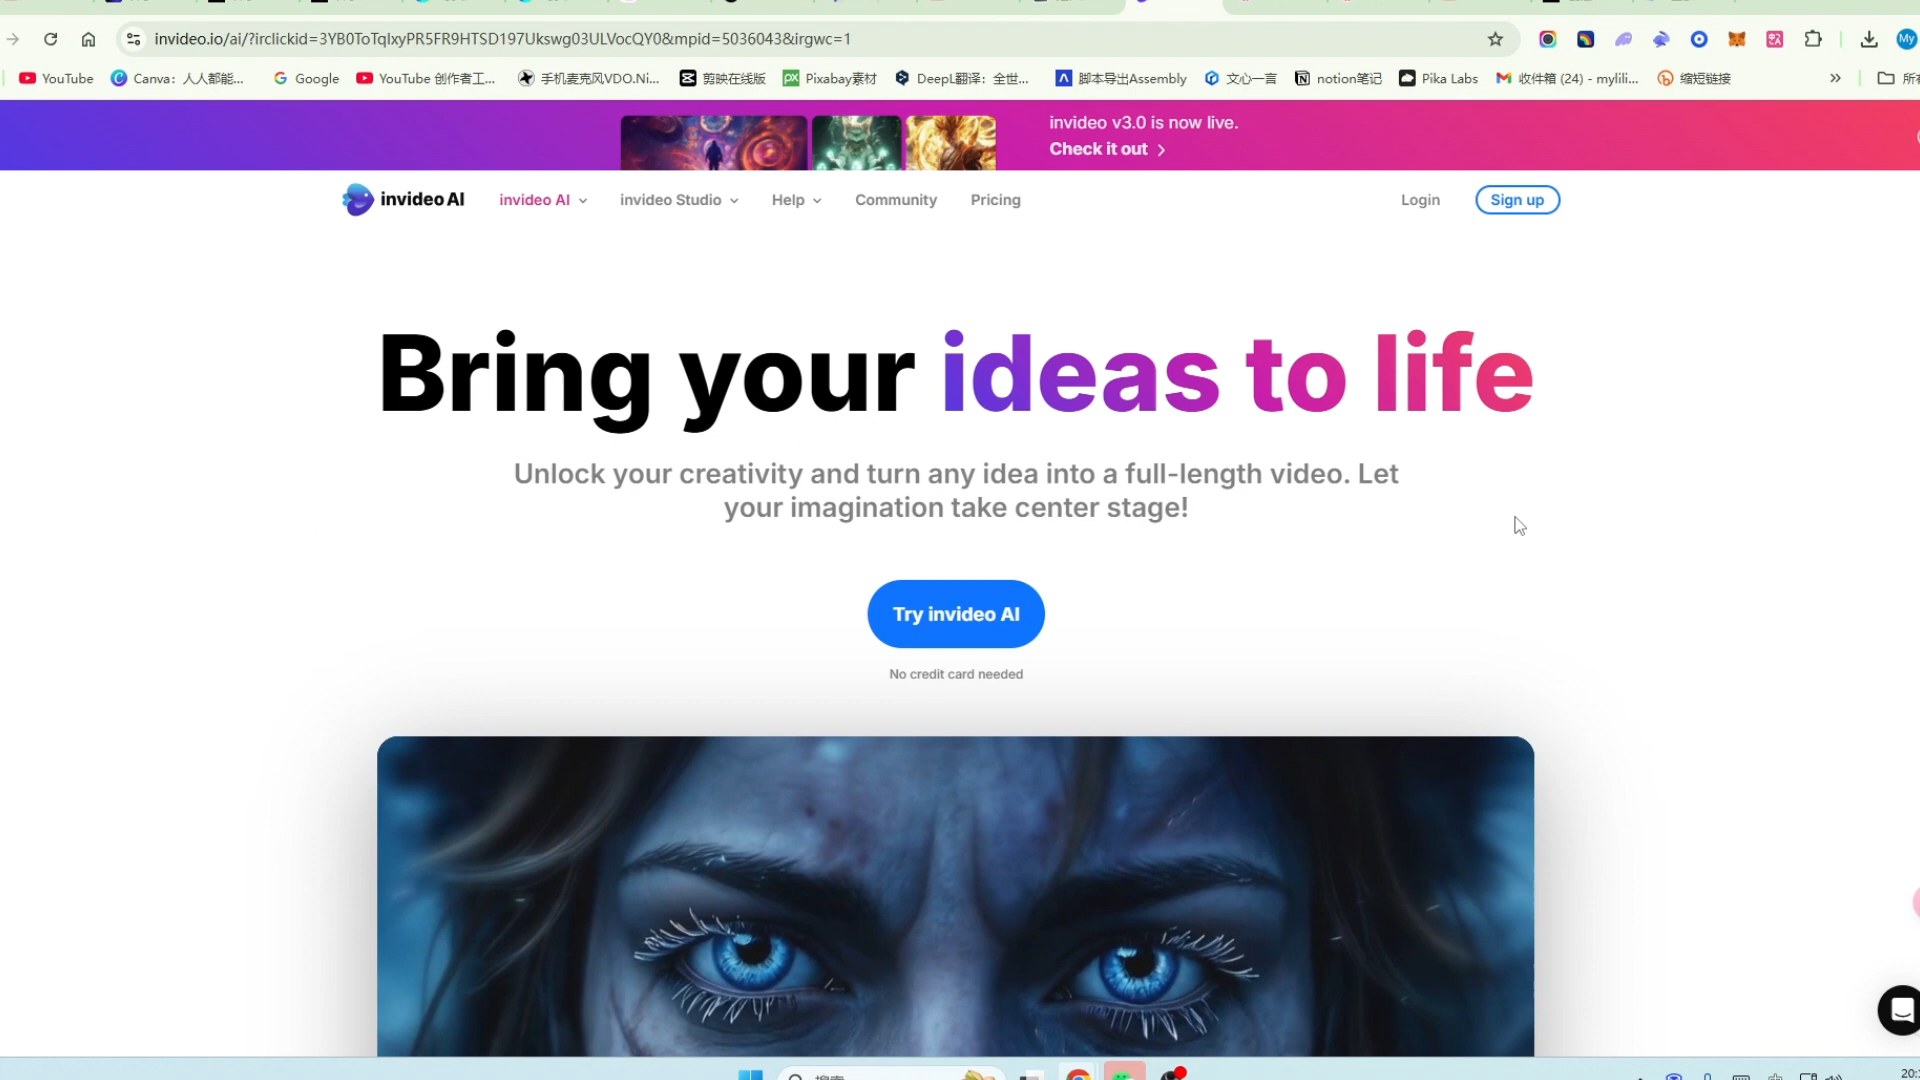 invideo.io/ai/?irclickid=3YB0ToTqlxyPR5FR9HTSD197Ukswg03ULVocQY0&mpid=5036043&irgwc=1
My
YouTube Canva：人人都能... Google YouTube 创作者工... 手机麦克风VDO.Ni... 剪映在线版 Pixabay素材 DeepL翻译：全世... 脚本导出Assembly 文心一言 notion笔记 Pika Labs 收件箱 (24) - mylili... 缩短链接 »
invideo v3.0 is now live.
Check it out
invideo AI invideo AI invideo Studio Help Community Pricing Login Sign up
Bring your ideas to life
Unlock your creativity and turn any idea into a full-length video. Let
your imagination take center stage!
Try invideo AI
No credit card needed